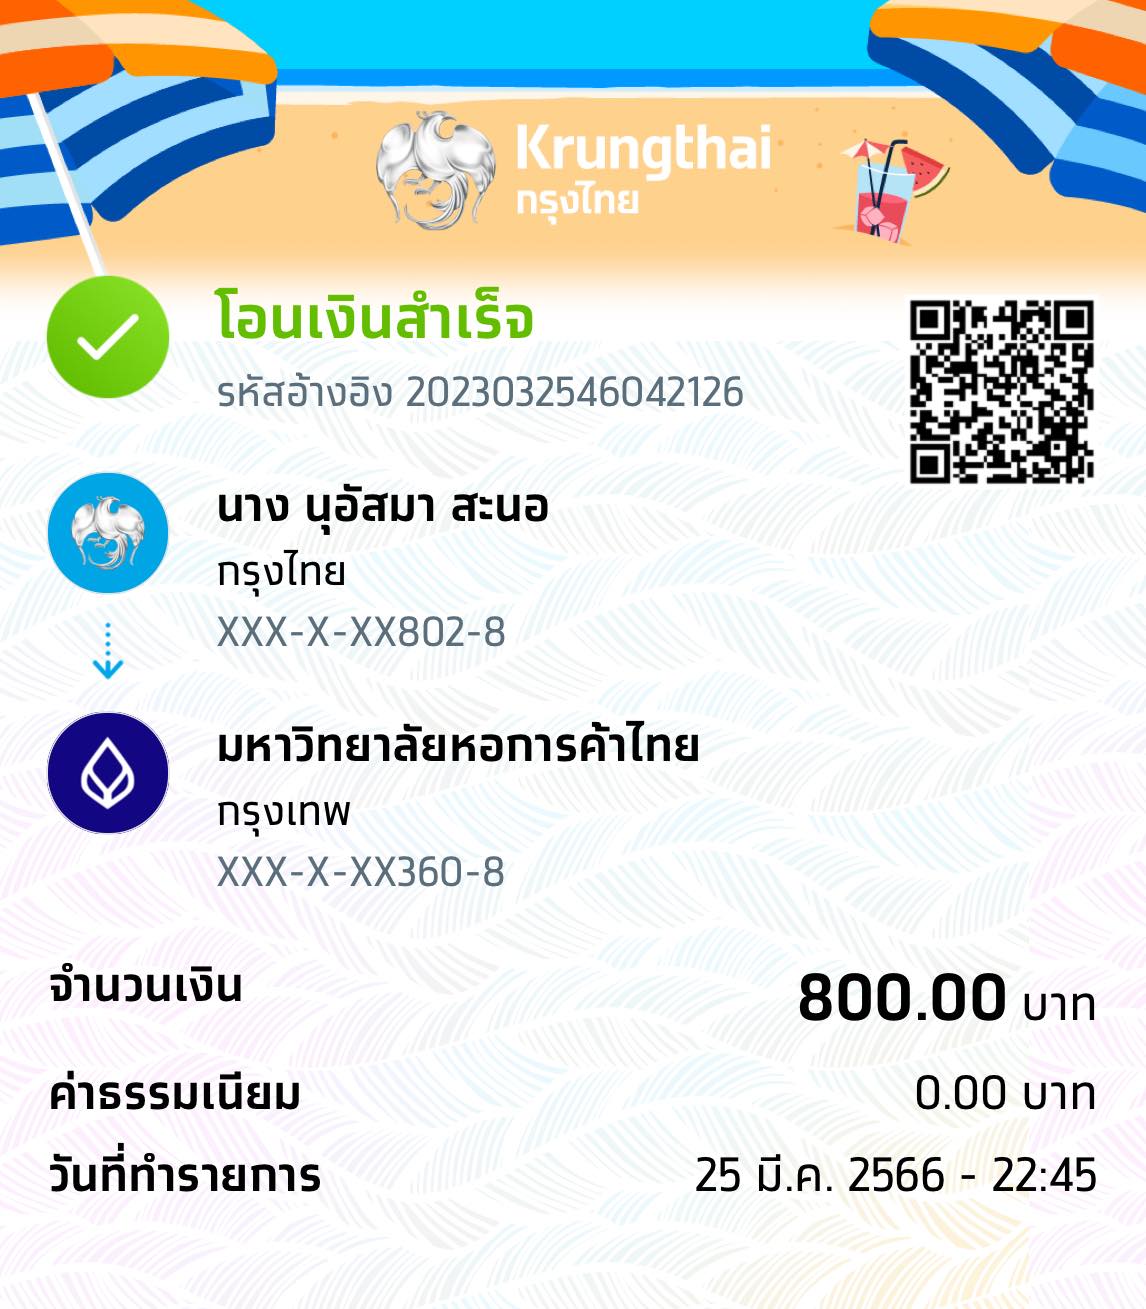 Krungthai
กรุงไทย
โอนเงินสำเร็จ
รหัสอ้างอิง 2023032546042126
นาง นุอัสมา สะนอ
กรุงไทย
XXX-X-XX802-8
มหาวิทยาลัยหอการค้าไทย
กรุงเทพ
XXX-X-XX360-8
จำนวนเงิน 800.00 บาท
ค่าธรรมเนียม 0.00 บาท
วันที่ทำรายการ 25 มี.ค. 2566 - 22:45